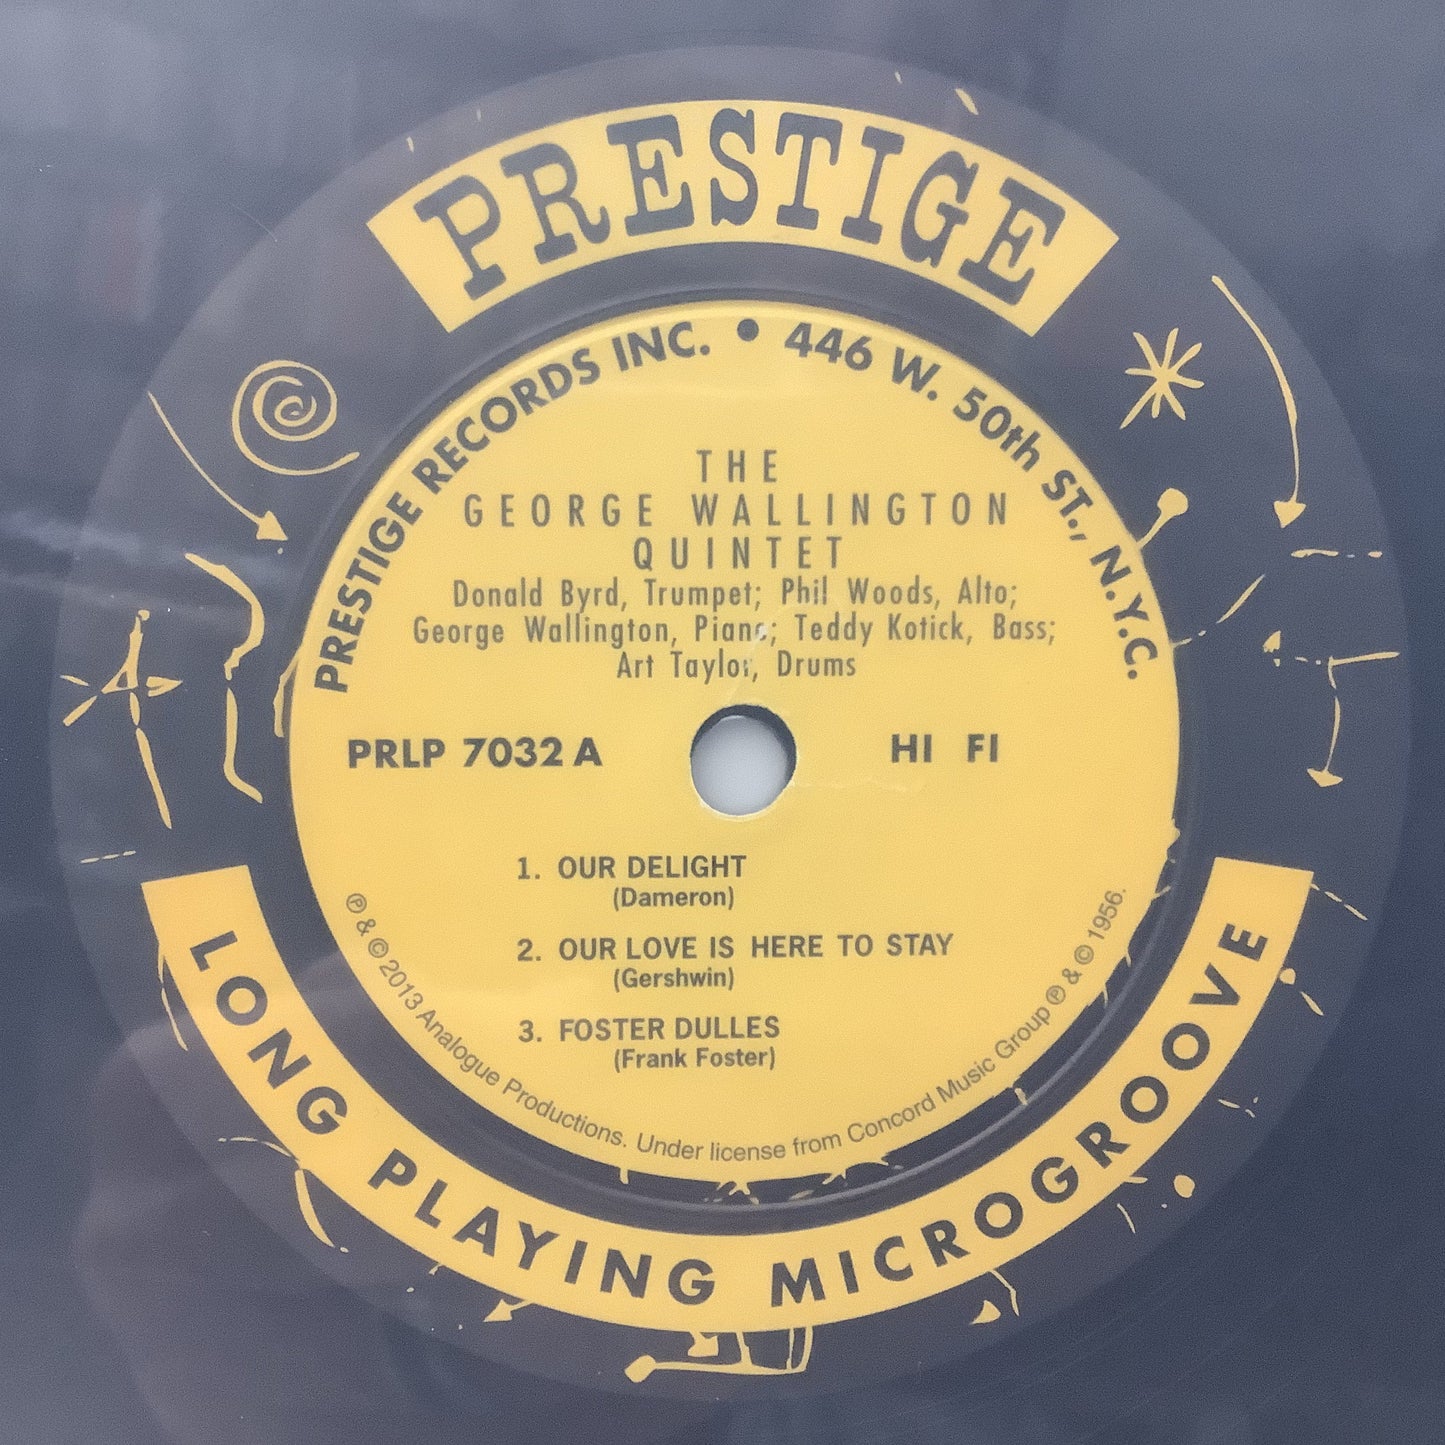 PRESTIGE
PRESTIGE RECORDS INC. • 446 W. 50th ST., N.Y.C.
THE
GEORGE WALLINGTON
QUINTET
Donald Byrd, Trumpet; Phil Woods, Alto;
George Wallington, Piano; Teddy Kotick, Bass;
Art Taylor, Drums
PRLP 7032 A
HI FI
1. OUR DELIGHT
(Dameron)
2. OUR LOVE IS HERE TO STAY
(Gershwin)
3. FOSTER DULLES
(Frank Foster)
℗ & © 2013 Analogue Productions. Under license from Concord Music Group ℗ & © 1956.
LONG PLAYING MICROGROOVE